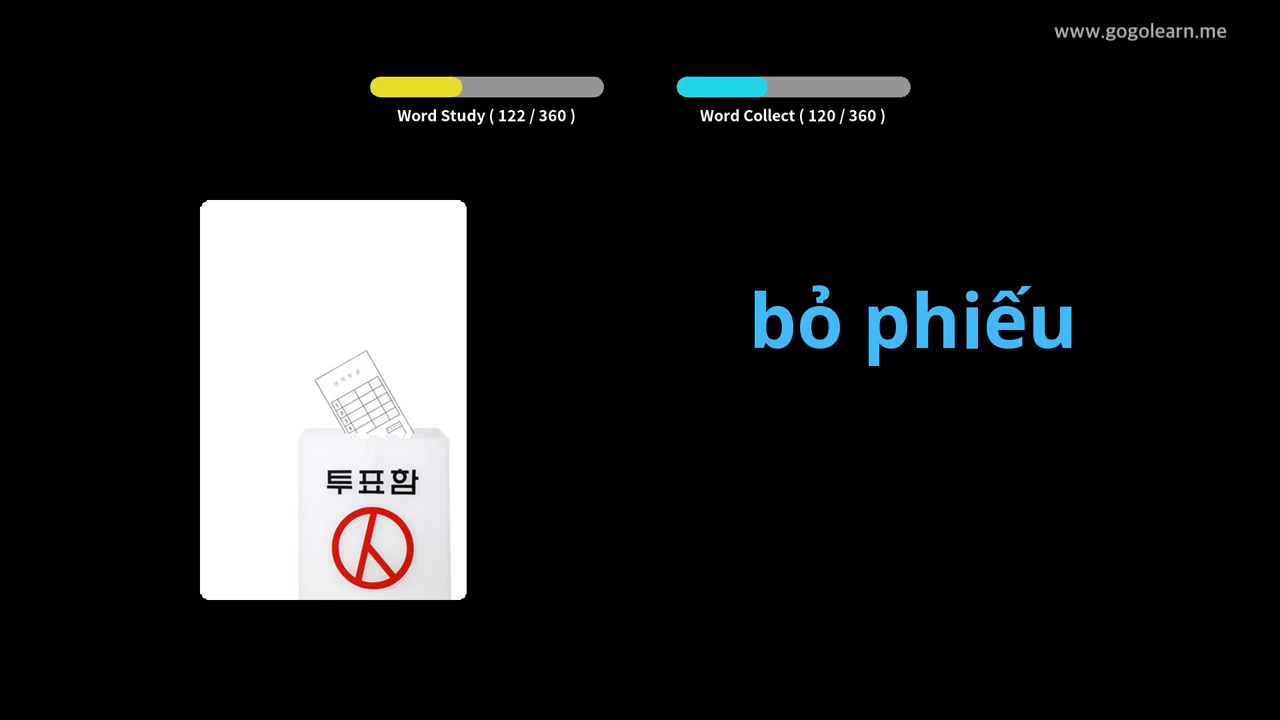 www.gogolearn.me
Word Study ( 122 / 360 )
Word Collect ( 120 / 360 )
bỏ phiếu
투표함